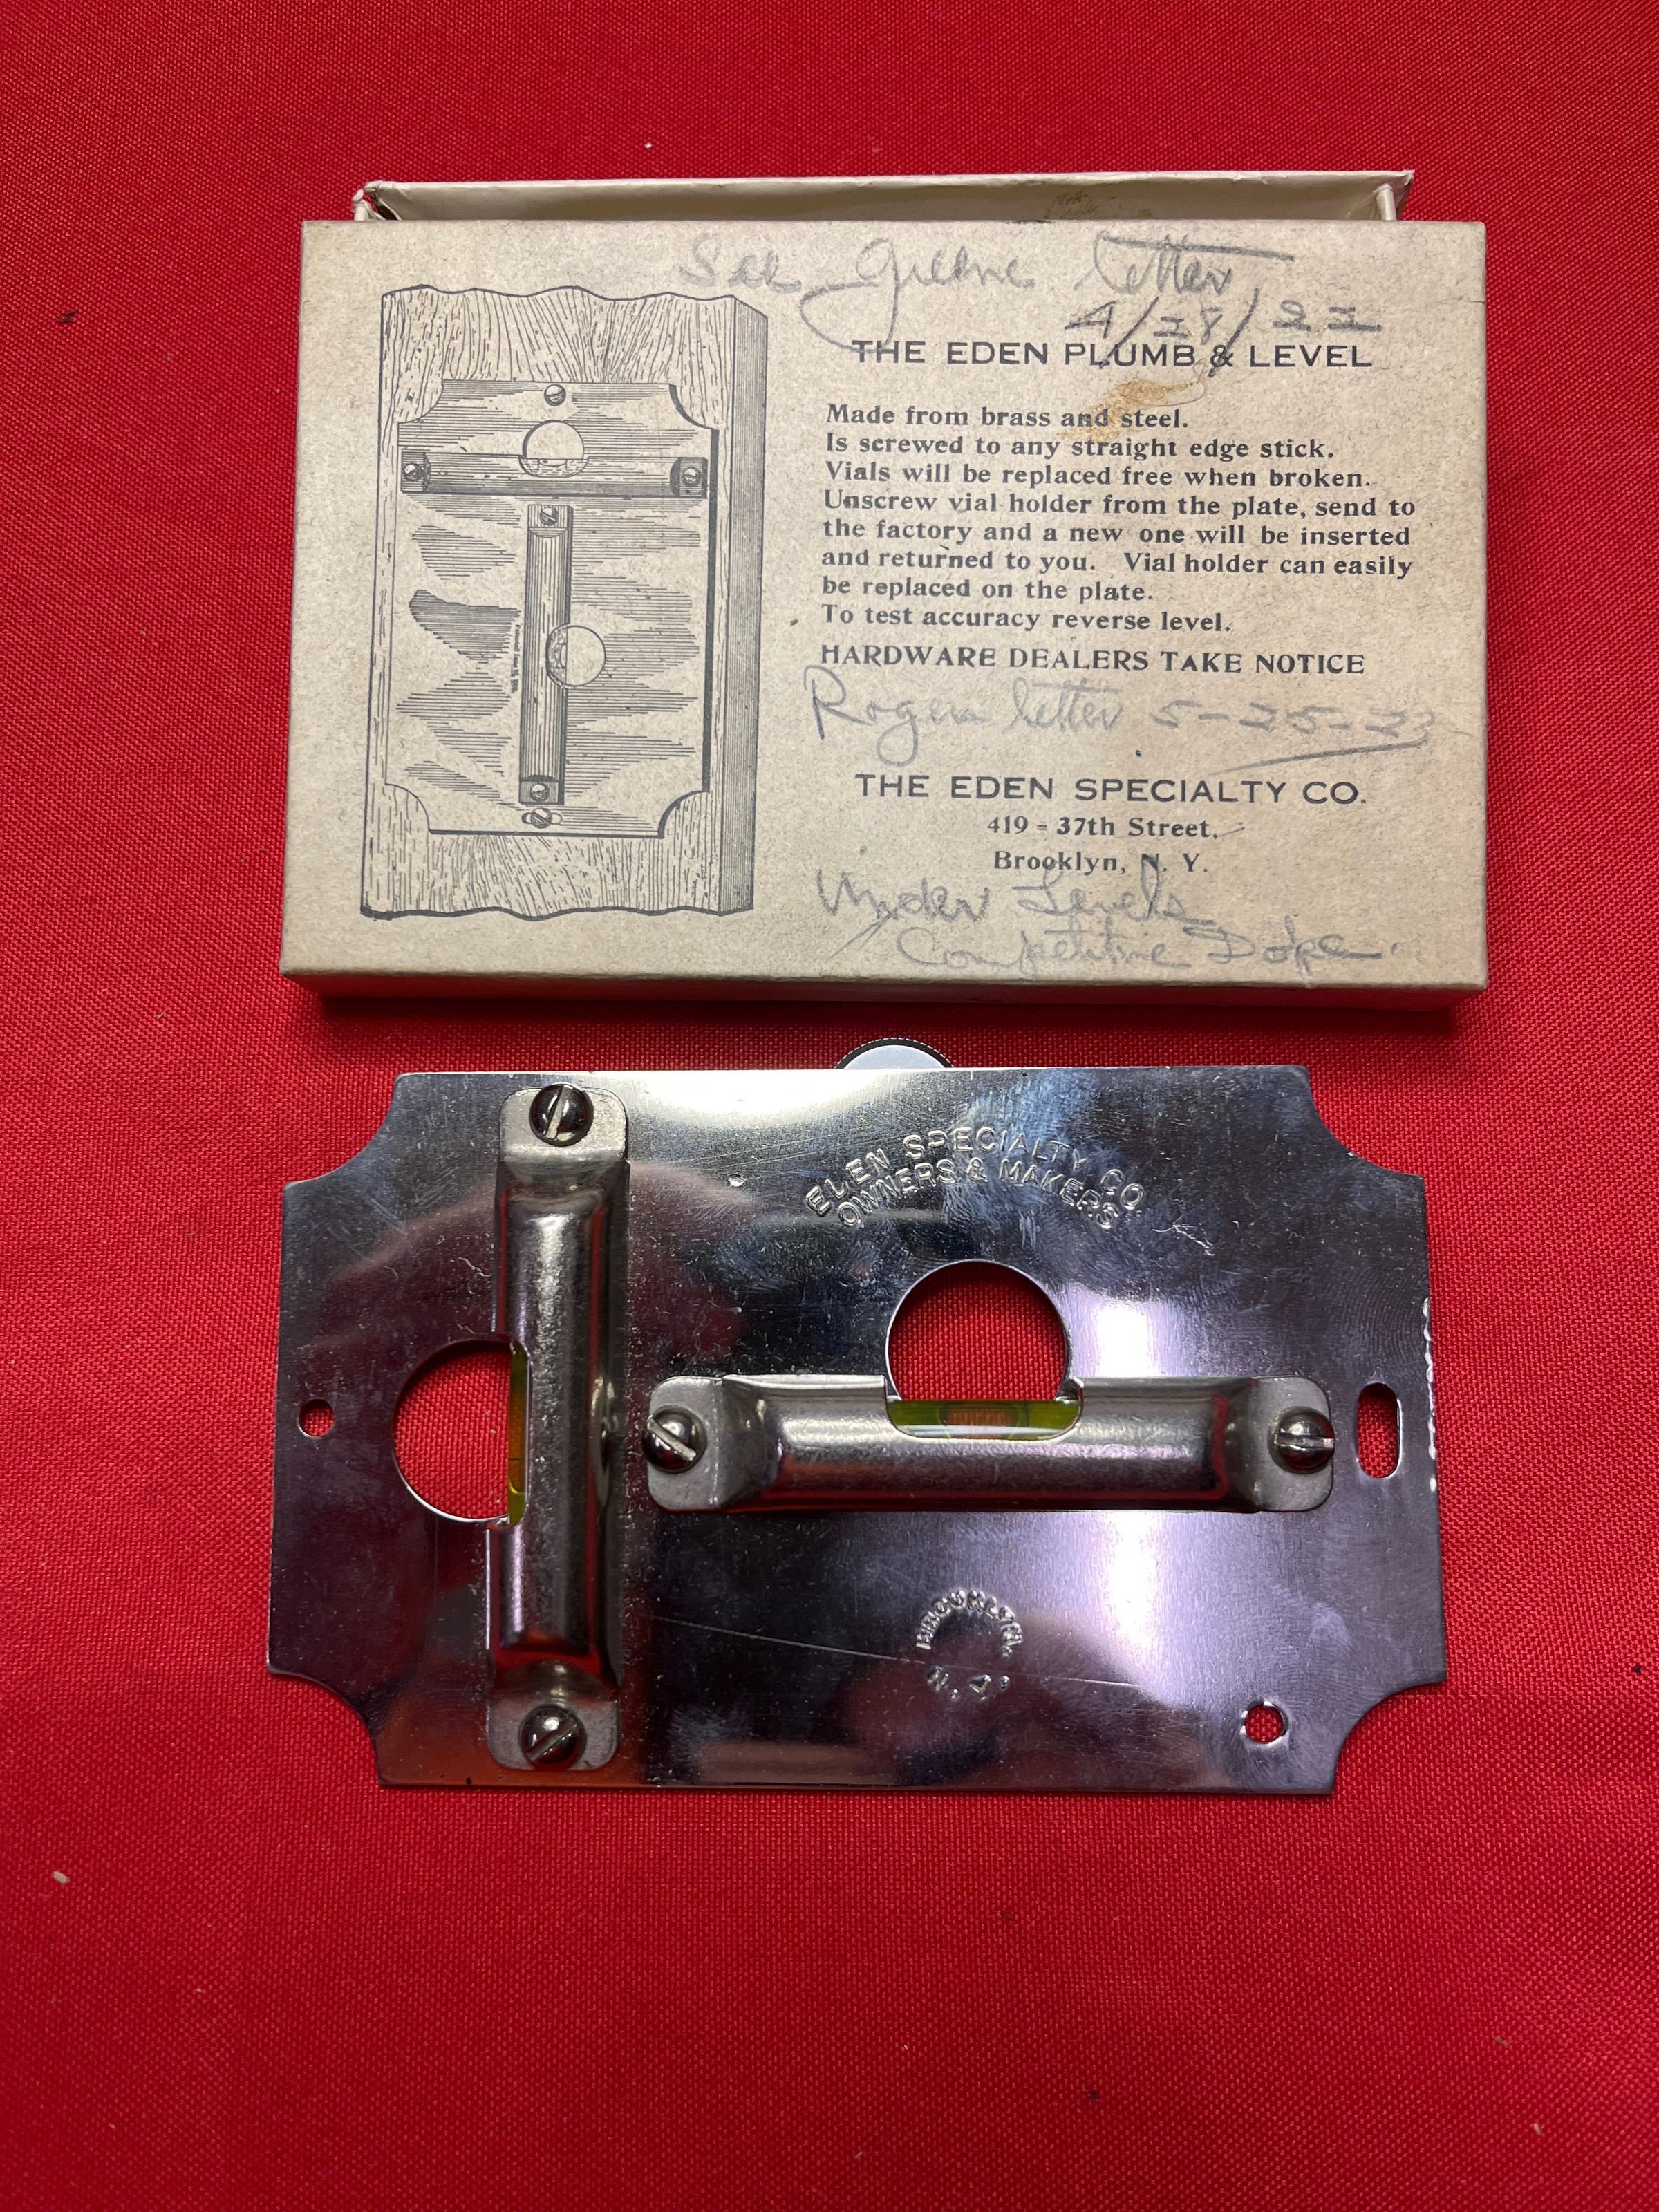 See Greene letter
4/28/22
THE EDEN PLUMB & LEVEL
Made from brass and steel.
Is screwed to any straight edge stick.
Vials will be replaced free when broken.
Unscrew vial holder from the plate, send to
the factory and a new one will be inserted
and returned to you. Vial holder can easily
be replaced on the plate.
To test accuracy reverse level.
HARDWARE DEALERS TAKE NOTICE
Rogers letter 5-25-22
THE EDEN SPECIALTY CO.
419 - 37th Street,
Brooklyn, N. Y.
Under Levels
Competitive Dope
EDEN SPECIALTY CO.
OWNERS & MAKERS
BROOKLYN.
N. Y.